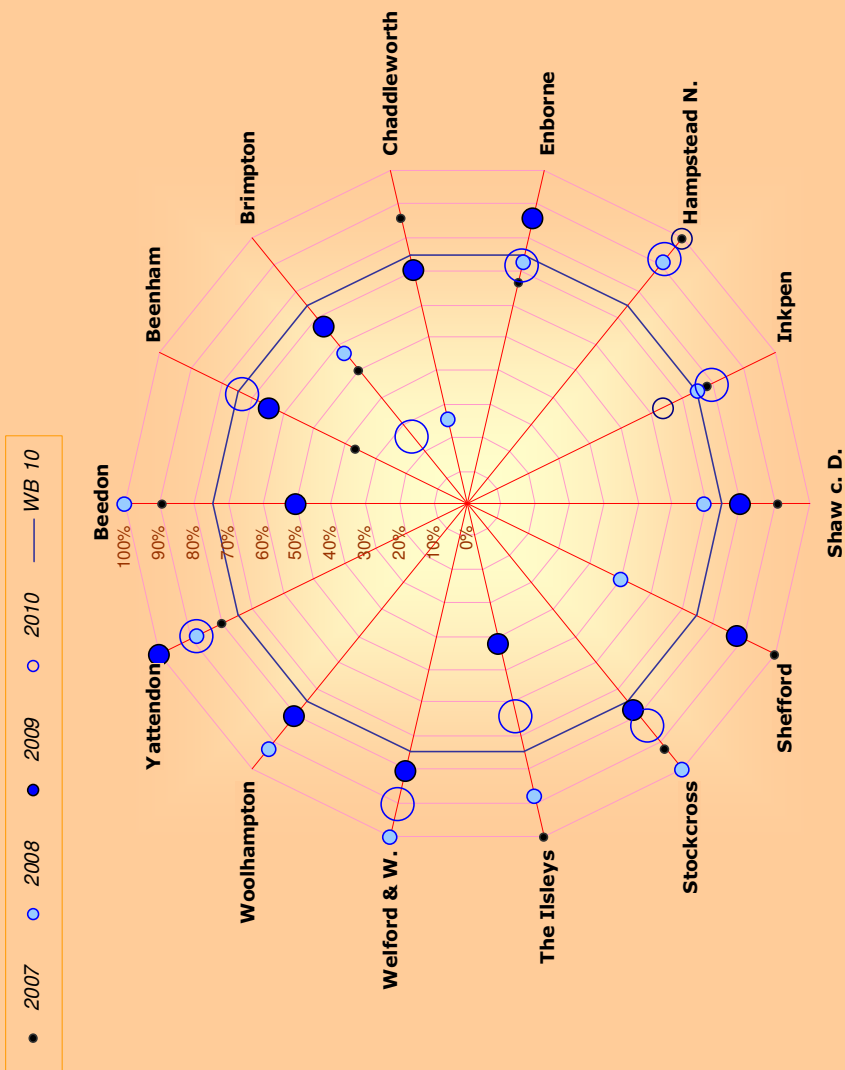 Beedon
Beenham
Brimpton
Chaddleworth
Enborne
Hampstead N.
Inkpen
Shaw c. D.
Shefford
Stockcross
The Ilsleys
Welford & W.
Woolhampton
Yattendon
100%
90%
80%
70%
60%
50%
40%
30%
20%
10%
0%
2007 2008 2009 2010 WB 10